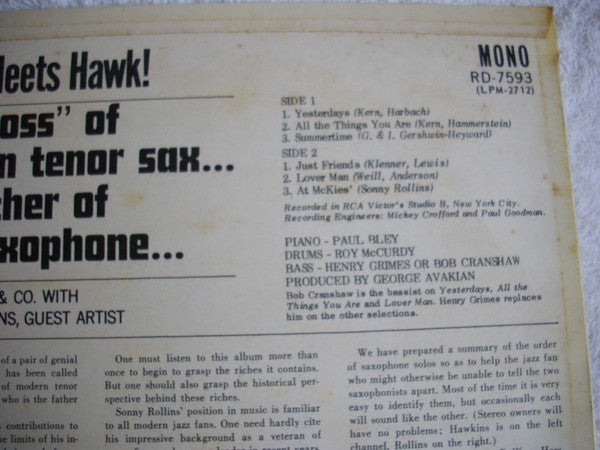 Meets Hawk!
MONO
RD-7593
(LPM-2712)
oss" of
n tenor sax...
ther of
xophone...
SIDE 1
1. Yesterdays (Kern, Harbach)
2. All the Things You Are (Kern, Hammerstein)
3. Summertime (G. & I. Gershwin-Heyward)
SIDE 2
1. Just Friends (Klenner, Lewis)
2. Lover Man (Weill, Anderson)
3. At McKies' (Sonny Rollins)
Recorded in RCA Victor's Studio B, New York City.
Recording Engineers: Mickey Crofford and Paul Goodman.
PIANO - PAUL BLEY
DRUMS - ROY McCURDY
BASS - HENRY GRIMES OR BOB CRANSHAW
PRODUCED BY GEORGE AVAKIAN
Bob Cranshaw is the bassist on Yesterdays, All the
Things You Are and Lover Man. Henry Grimes replaces
him on the other selections.
& CO. WITH
NS, GUEST ARTIST
of a pair of genial
has been called
of modern tenor
who is the father
contributions to
he limits of his in-
One must listen to this album more than
once to begin to grasp the riches it contains.
But one should also grasp the historical per-
spective behind these riches.
Sonny Rollins' position in music is familiar
to all modern jazz fans. One need hardly cite
his impressive background as a veteran of
We have prepared a summary of the order
of saxophone solos so as to help the jazz fan
who might otherwise be unable to tell the two
saxophonists apart. Most of the time it is very
easy to identify them, but occasionally each
will sound like the other. (Stereo owners will
have no problems; Hawkins is on the left
channel, Rollins on the right.)